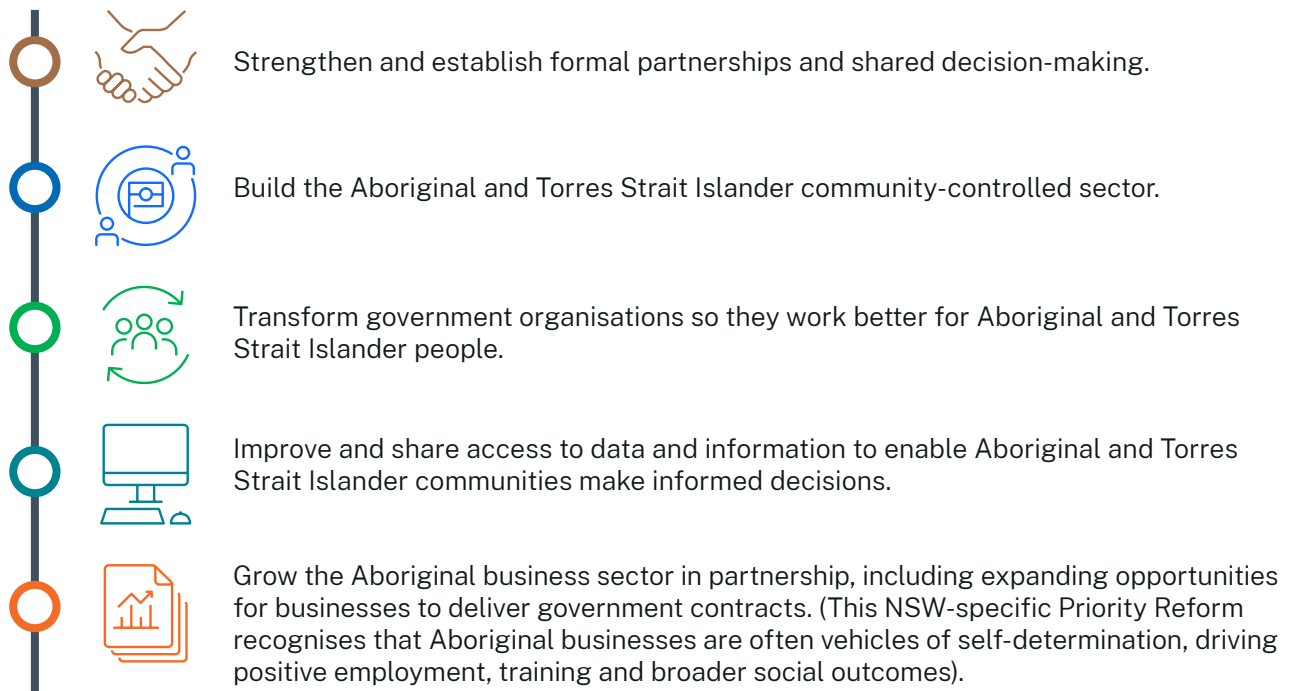 Strengthen and establish formal partnerships and shared decision-making.
Build the Aboriginal and Torres Strait Islander community-controlled sector.
Transform government organisations so they work better for Aboriginal and Torres
Strait Islander people.
Improve and share access to data and information to enable Aboriginal and Torres
Strait Islander communities make informed decisions.
Grow the Aboriginal business sector in partnership, including expanding opportunities
for businesses to deliver government contracts. (This NSW-specific Priority Reform
recognises that Aboriginal businesses are often vehicles of self-determination, driving
positive employment, training and broader social outcomes).